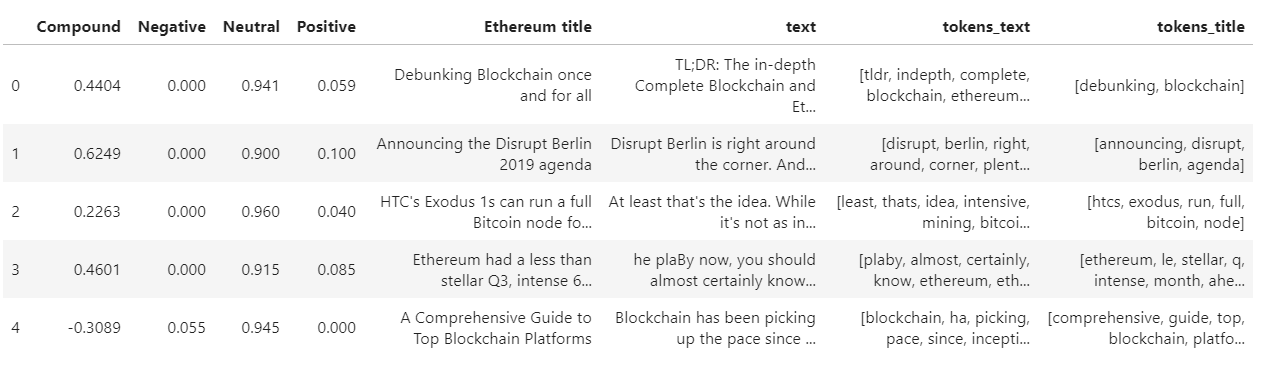 Compound Negative Neutral Positive Ethereum title text tokens_text tokens_title
0 0.4404 0.000 0.941 0.059 Debunking Blockchain once and for all TL;DR: The in-depth Complete Blockchain and Et... [tldr, indepth, complete, blockchain, ethereum... [debunking, blockchain]
1 0.6249 0.000 0.900 0.100 Announcing the Disrupt Berlin 2019 agenda Disrupt Berlin is right around the corner. And... [disrupt, berlin, right, around, corner, plent... [announcing, disrupt, berlin, agenda]
2 0.2263 0.000 0.960 0.040 HTC's Exodus 1s can run a full Bitcoin node fo... At least that's the idea. While it's not as in... [least, thats, idea, intensive, mining, bitcoi... [htcs, exodus, run, full, bitcoin, node]
3 0.4601 0.000 0.915 0.085 Ethereum had a less than stellar Q3, intense 6... he plaBy now, you should almost certainly know... [plaby, almost, certainly, know, ethereum, eth... [ethereum, le, stellar, q, intense, month, ahe...
4 -0.3089 0.055 0.945 0.000 A Comprehensive Guide to Top Blockchain Platforms Blockchain has been picking up the pace since ... [blockchain, ha, picking, pace, since, incepti... [comprehensive, guide, top, blockchain, platfo...